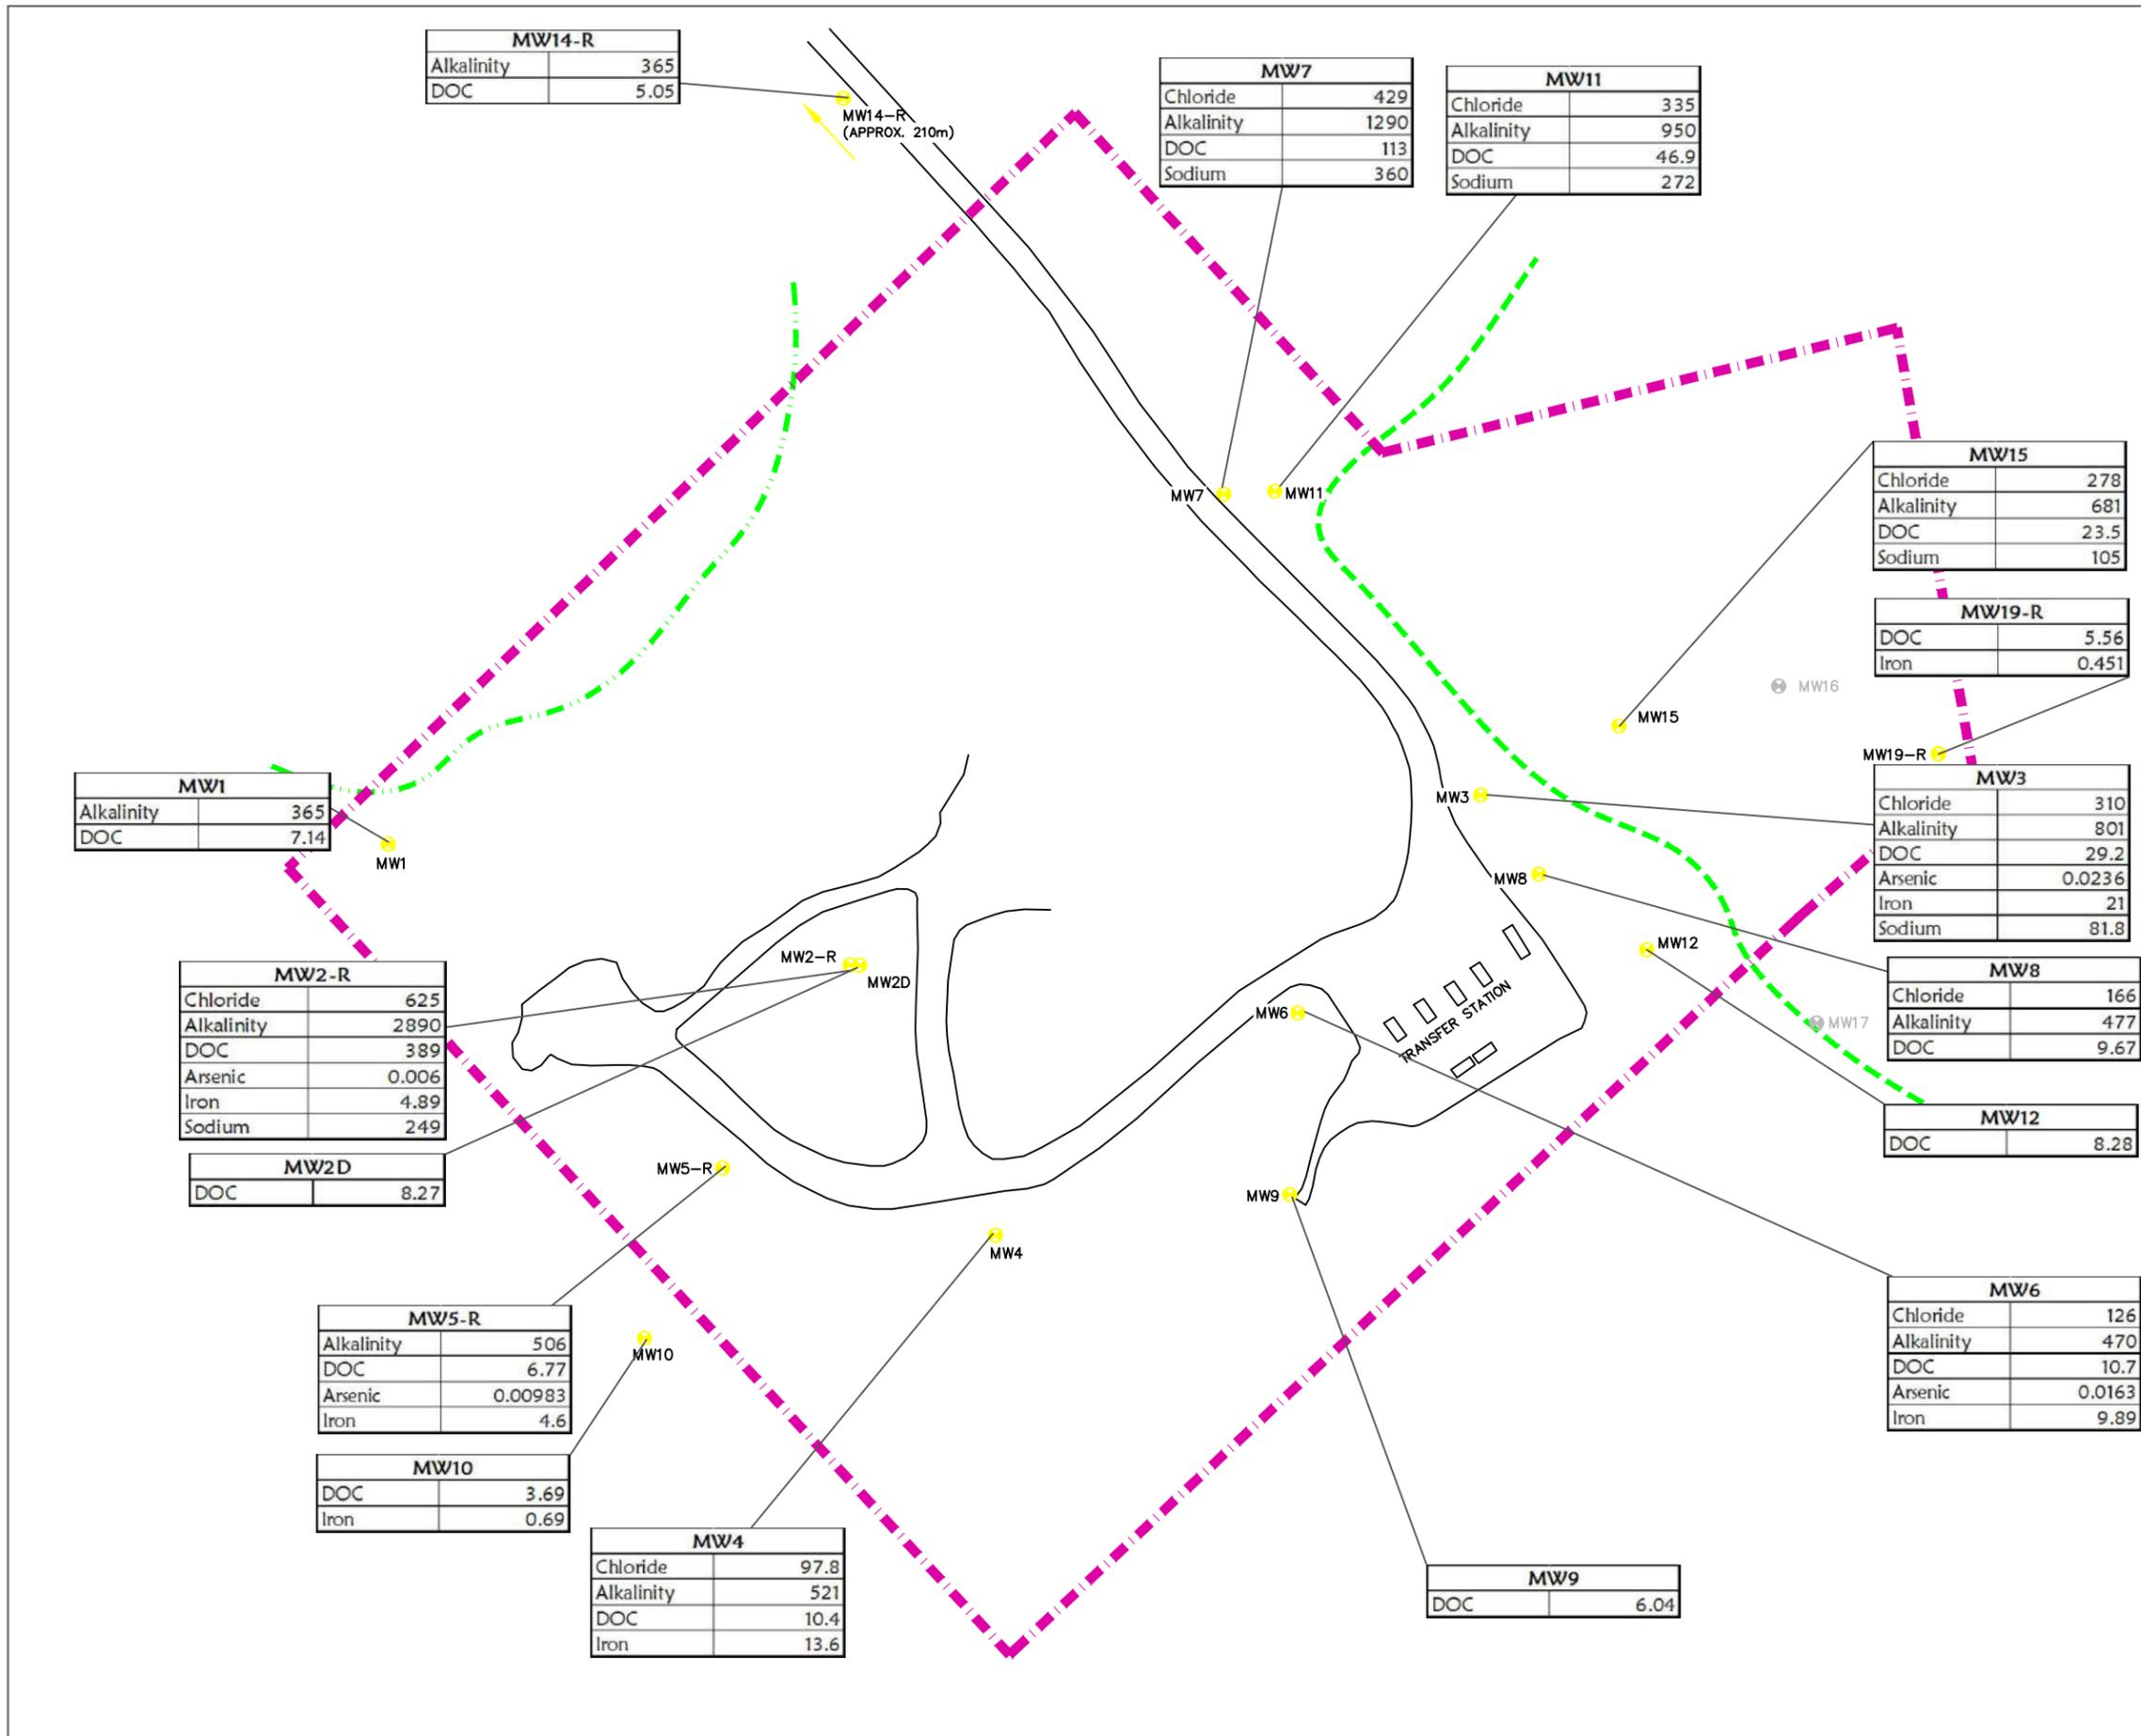 MW14-R
Alkalinity 365
DOC 5.05
MW14-R
(APPROX. 210m)
MW7
Chloride 429
Alkalinity 1290
DOC 113
Sodium 360
MW11
Chloride 335
Alkalinity 950
DOC 46.9
Sodium 272
MW7
MW11
MW15
Chloride 278
Alkalinity 681
DOC 23.5
Sodium 105
MW19-R
DOC 5.56
Iron 0.451
MW16
MW15
MW19-R
MW1
Alkalinity 365
DOC 7.14
MW1
MW3
MW3
Chloride 310
Alkalinity 801
DOC 29.2
Arsenic 0.0236
Iron 21
Sodium 81.8
MW8
MW12
MW2-R
MW2D
MW2-R
Chloride 625
Alkalinity 2890
DOC 389
Arsenic 0.006
Iron 4.89
Sodium 249
MW8
Chloride 166
Alkalinity 477
DOC 9.67
MW6
TRANSFER STATION
MW17
MW12
DOC 8.28
MW2D
DOC 8.27
MW5-R
MW9
MW4
MW5-R
Alkalinity 506
DOC 6.77
Arsenic 0.00983
Iron 4.6
MW10
MW6
Chloride 126
Alkalinity 470
DOC 10.7
Arsenic 0.0163
Iron 9.89
MW10
DOC 3.69
Iron 0.69
MW4
Chloride 97.8
Alkalinity 521
DOC 10.4
Iron 13.6
MW9
DOC 6.04